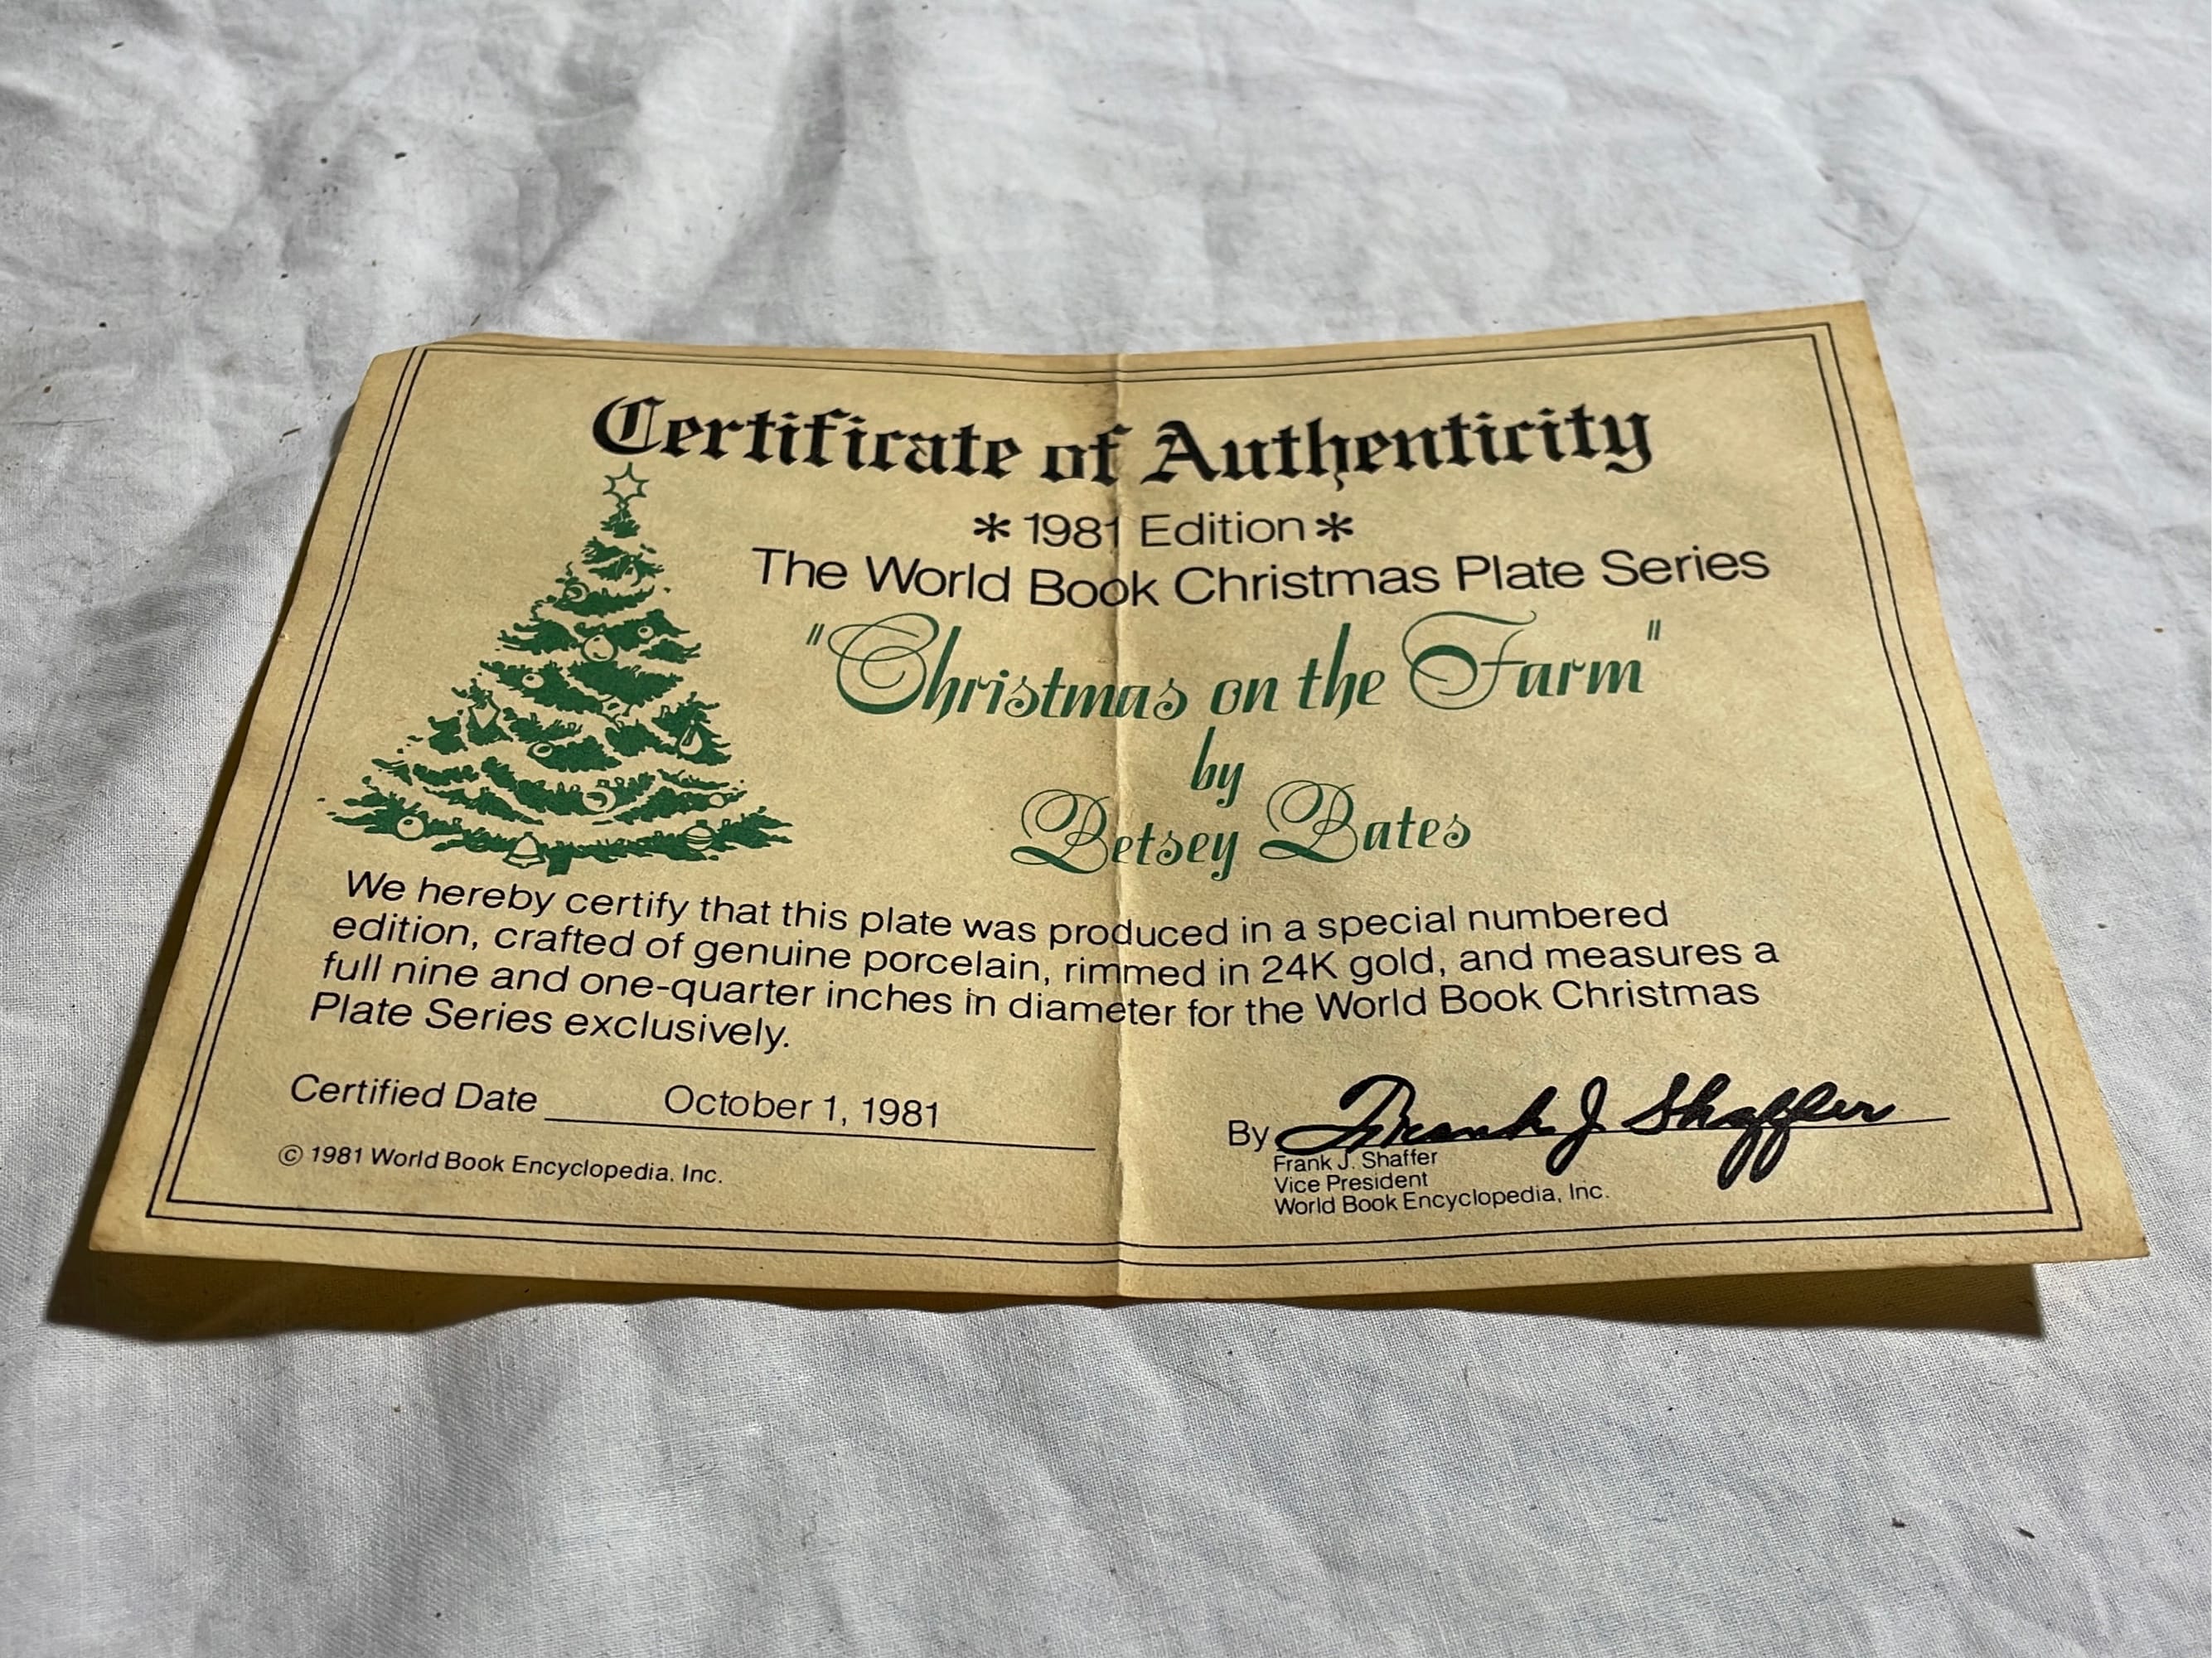 Certificate of Authenticity
* 1981 Edition *
The World Book Christmas Plate Series
"Christmas on the Farm"
by
Betsey Bates
We hereby certify that this plate was produced in a special numbered
edition, crafted of genuine porcelain, rimmed in 24K gold, and measures a
full nine and one-quarter inches in diameter for the World Book Christmas
Plate Series exclusively.
Certified Date October 1, 1981
© 1981 World Book Encyclopedia, Inc.
By Frank J Shaffer
Frank J. Shaffer
Vice President
World Book Encyclopedia, Inc.